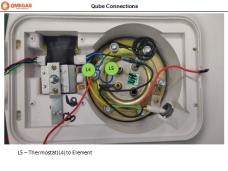 OMEGAS
Qube Connections
L4
L5
L5 – Thermostat(L4) to Element